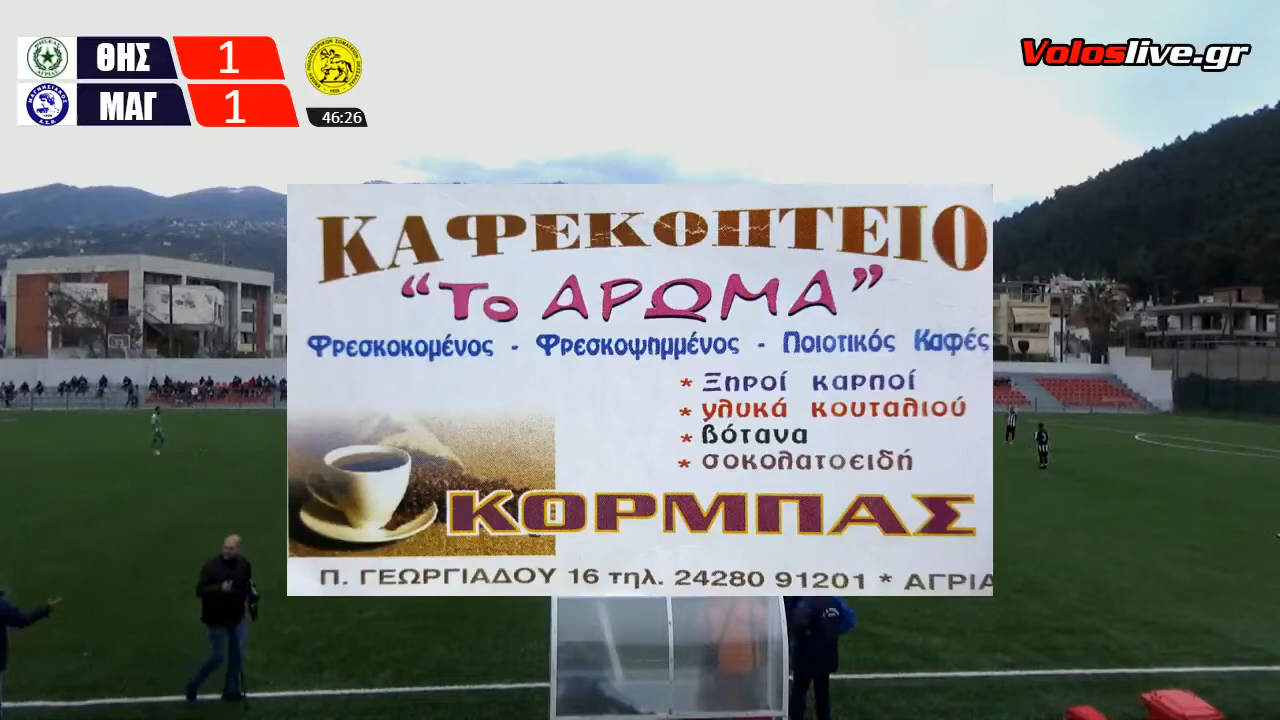 ΘΗΣ 1
ΜΑΓ 1
46:26
Voloslive.gr
ΚΑΦΕΚΟΠΤΕΙΟ
“Το ΑΡΩΜΑ”
Φρεσκοκομένος - Φρεσκοψημμένος - Ποιοτικός Καφές
* Ξηροί καρποί
* γλυκά κουταλιού
* βότανα
* σοκολατοειδή
ΚΟΡΜΠΑΣ
Π. ΓΕΩΡΓΙΑΔΟΥ 16 τηλ. 24280 91201 * ΑΓΡΙΑ